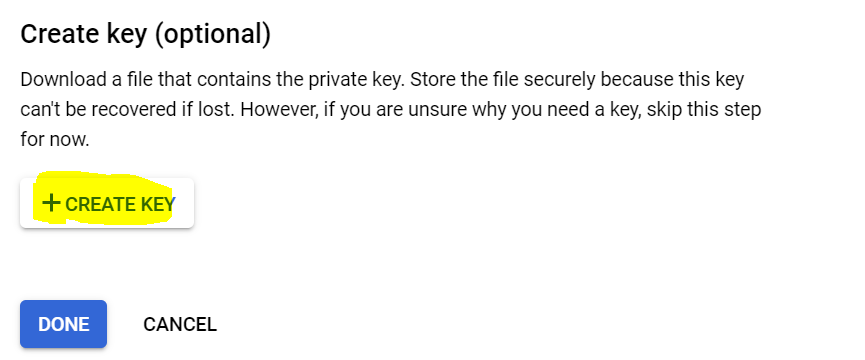 Create key (optional)
Download a file that contains the private key. Store the file securely because this key
can't be recovered if lost. However, if you are unsure why you need a key, skip this step
for now.
+ CREATE KEY
DONE CANCEL